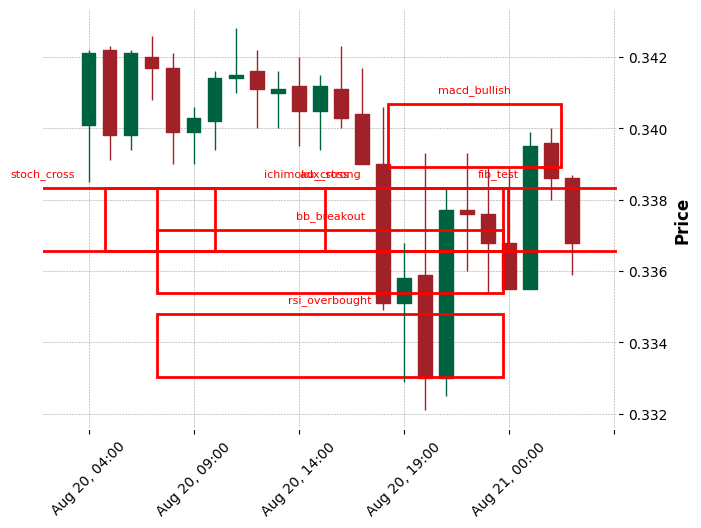 macd_bullish
stoch_cross
fib_test
bb_breakout
rsi_overbought
0.342
0.340
0.338
0.336
0.334
0.332
Price
Aug 20, 04:00
Aug 20, 09:00
Aug 20, 14:00
Aug 20, 19:00
Aug 21, 00:00